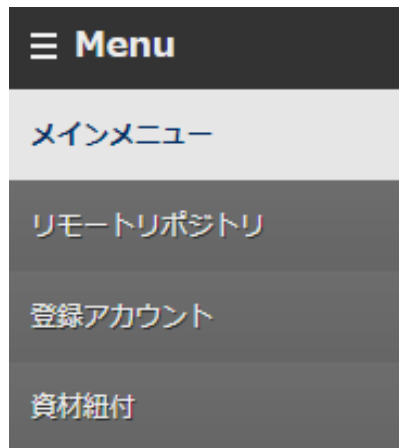 ☰ Menu
メインメニュー
リモートリポジトリ
登録アカウント
資材紐付